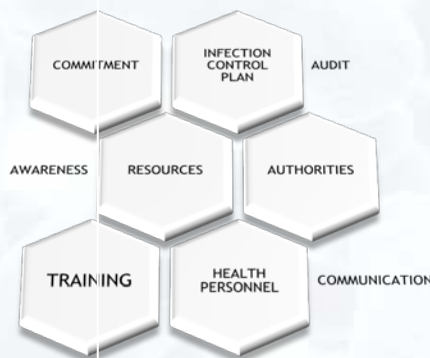 COMMITMENT
INFECTION
CONTROL
PLAN
AUDIT
AWARENESS
RESOURCES
AUTHORITIES
TRAINING
HEALTH
PERSONNEL
COMMUNICATION